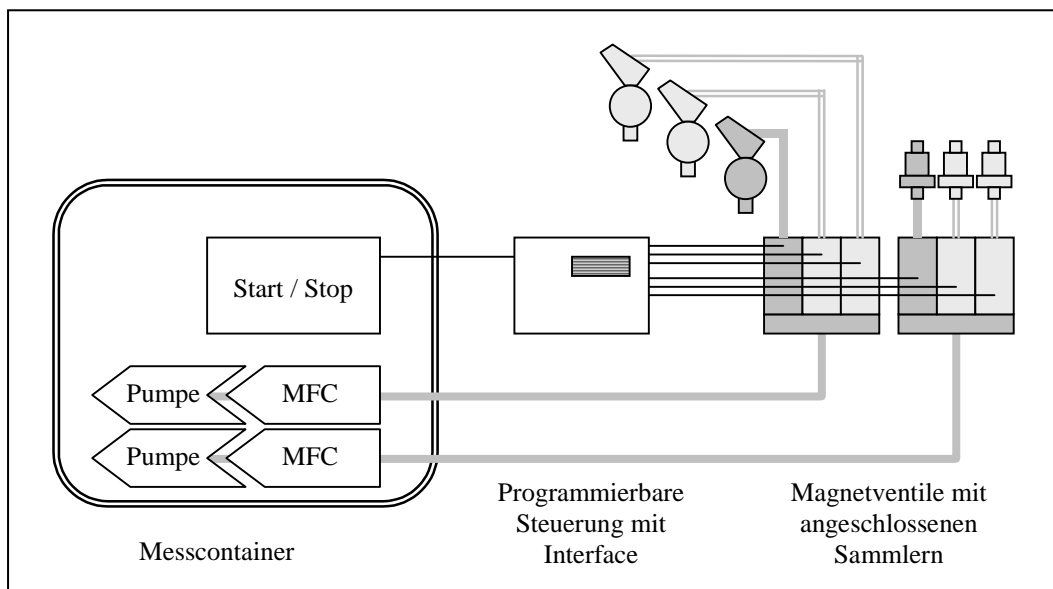 Start / Stop
Pumpe
MFC
Pumpe
MFC
Programmierbare
Steuerung mit
Interface
Magnetventile mit
angeschlossenen
Sammlern
Messcontainer